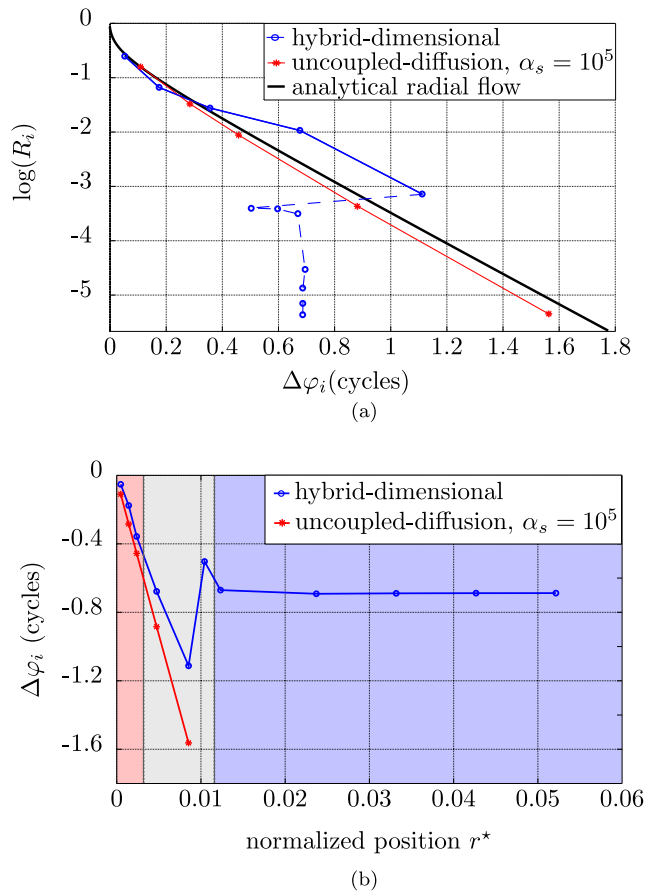 0
-1
-2
-3
-4
-5
log(R_i)
hybrid-dimensional
uncoupled-diffusion, α_s = 10^5
analytical radial flow
0 0.2 0.4 0.6 0.8 1 1.2 1.4 1.6 1.8
Δφ_i(cycles)
(a)
0
-0.4
-0.8
-1.2
-1.6
Δφ_i (cycles)
hybrid-dimensional
uncoupled-diffusion, α_s = 10^5
0 0.01 0.02 0.03 0.04 0.05 0.06
normalized position r^⋆
(b)